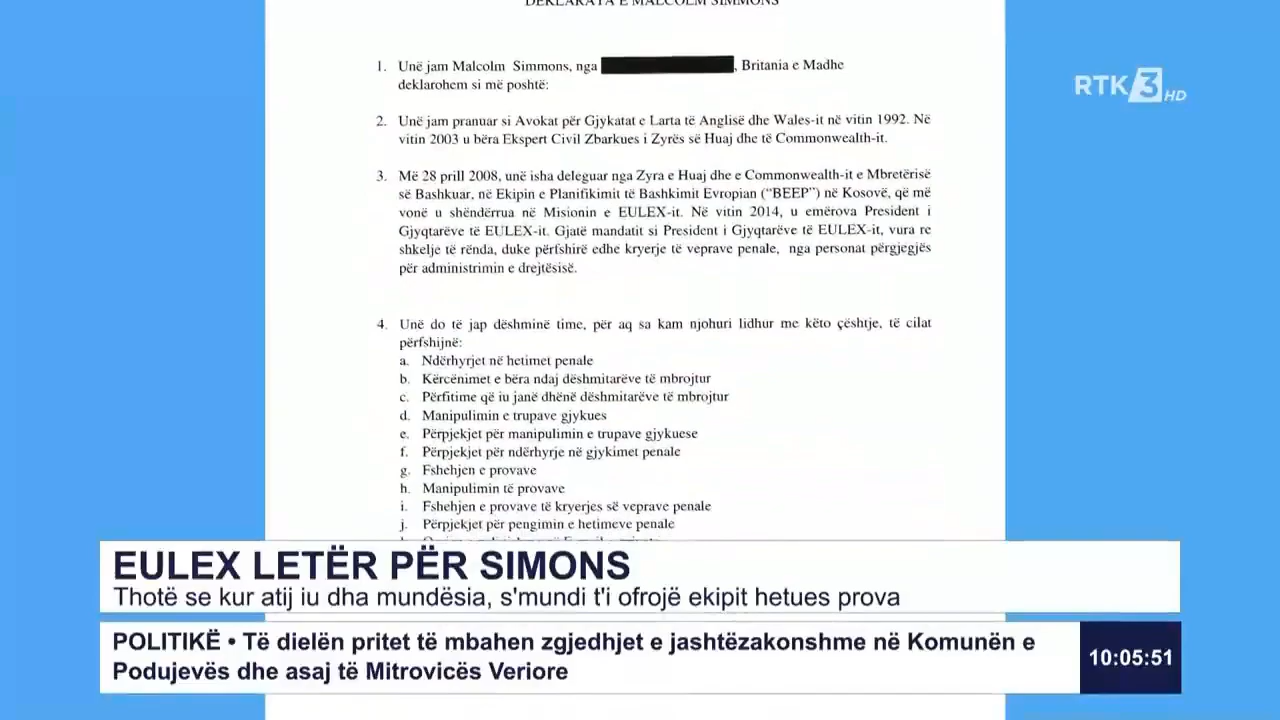 DEKLARATA E MALCOLM SIMMONS
1. Unë jam Malcolm Simmons, nga , Britania e Madhe
deklarohem si më poshtë:
2. Unë jam pranuar si Avokat për Gjykatat e Larta të Anglisë dhe Wales-it në vitin 1992. Në
vitin 2003 u bëra Ekspert Civil Zbarkues i Zyrës së Huaj dhe të Commonwealth-it.
3. Më 28 prill 2008, unë isha deleguar nga Zyra e Huaj dhe e Commonwealth-it e Mbretërisë
së Bashkuar, në Ekipin e Planifikimit të Bashkimit Evropian (“BEEP”) në Kosovë, që më
vonë u shëndërrua në Misionin e EULEX-it. Në vitin 2014, u emërova President i
Gjyqtarëve të EULEX-it. Gjatë mandatit si President i Gjyqtarëve të EULEX-it, vura re
shkelje të rënda, duke përfshirë edhe kryerje të veprave penale, nga personat përgjegjës
për administrimin e drejtësisë.
4. Unë do të jap dëshminë time, për aq sa kam njohuri lidhur me këto çështje, të cilat
përfshijnë:
a. Ndërhyrjet në hetimet penale
b. Kërcënimet e bëra ndaj dëshmitarëve të mbrojtur
c. Përfitime që iu janë dhënë dëshmitarëve të mbrojtur
d. Manipulimin e trupave gjykues
e. Përpjekjet për manipulimin e trupave gjykuese
f. Përpjekjet për ndërhyrje në gjykimet penale
g. Fshehjen e provave
h. Manipulimin të provave
i. Fshehjen e provave të kryerjes së veprave penale
j. Përpjekjet për pengimin e hetimeve penale
RTK 3 HD
EULEX LETËR PËR SIMONS
Thotë se kur atij iu dha mundësia, s'mundi t'i ofrojë ekipit hetues prova
POLITIKË • Të dielën pritet të mbahen zgjedhjet e jashtëzakonshme në Komunën e
Podujevës dhe asaj të Mitrovicës Veriore
10:05:51